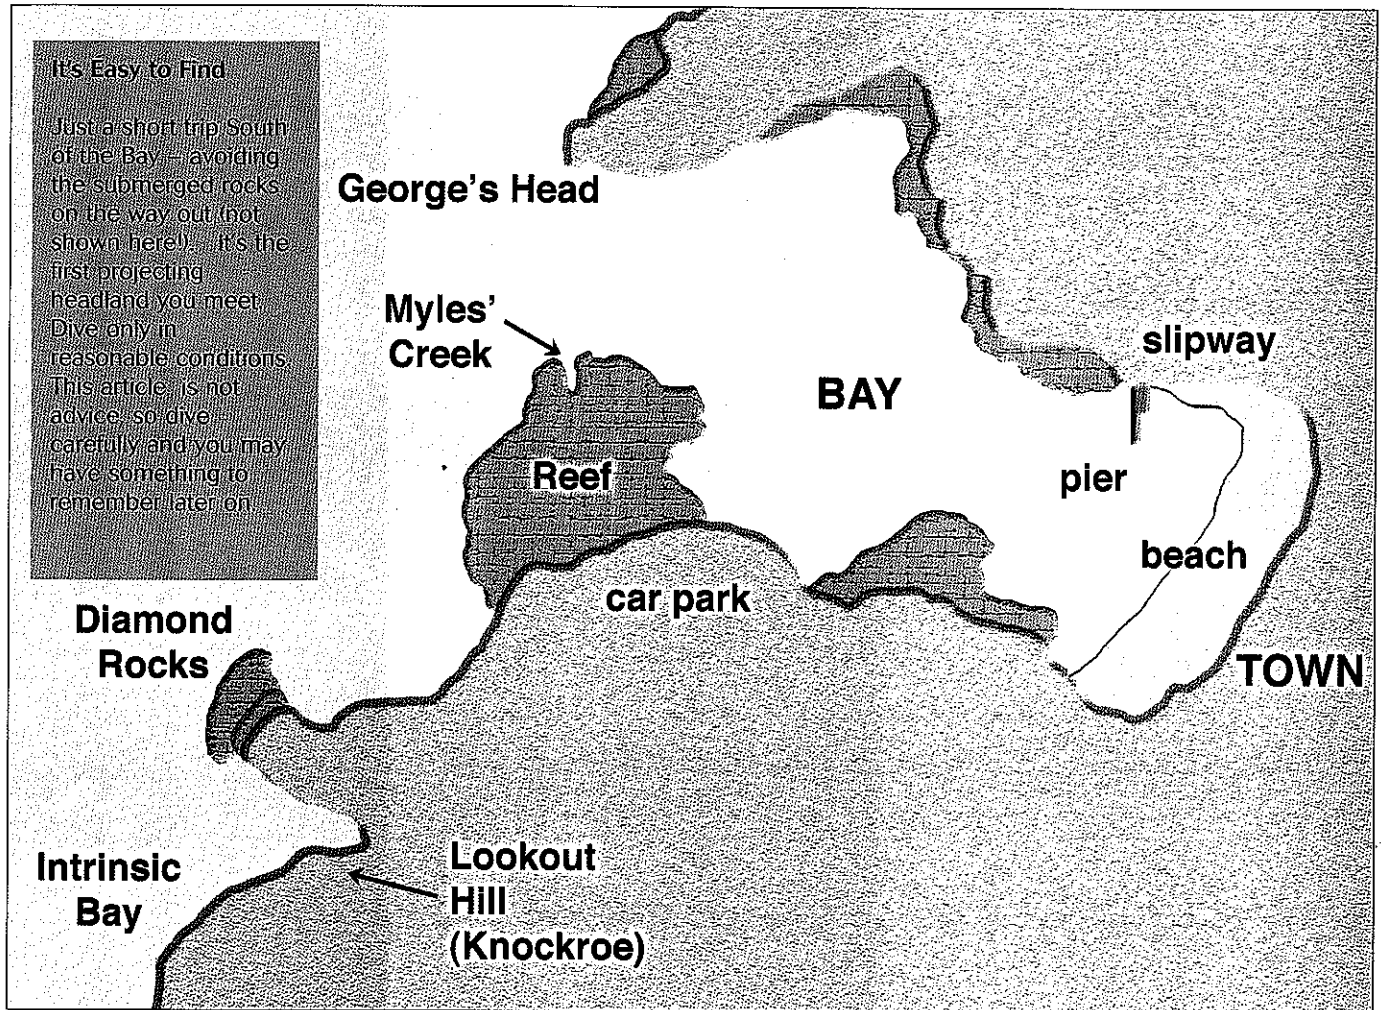 It's Easy to Find
Just a short trip South
of the Bay – avoiding
the submerged rocks
on the way out (not
shown here!)... it's the
first projecting
headland you meet.
Dive only in
reasonable conditions.
This article is not
advice, so dive
carefully and you may
have something to
remember later on
George's Head
Myles'
Creek
BAY
slipway
Reef
pier
beach
car park
Diamond
Rocks
TOWN
Intrinsic
Bay
Lookout
Hill
(Knockroe)